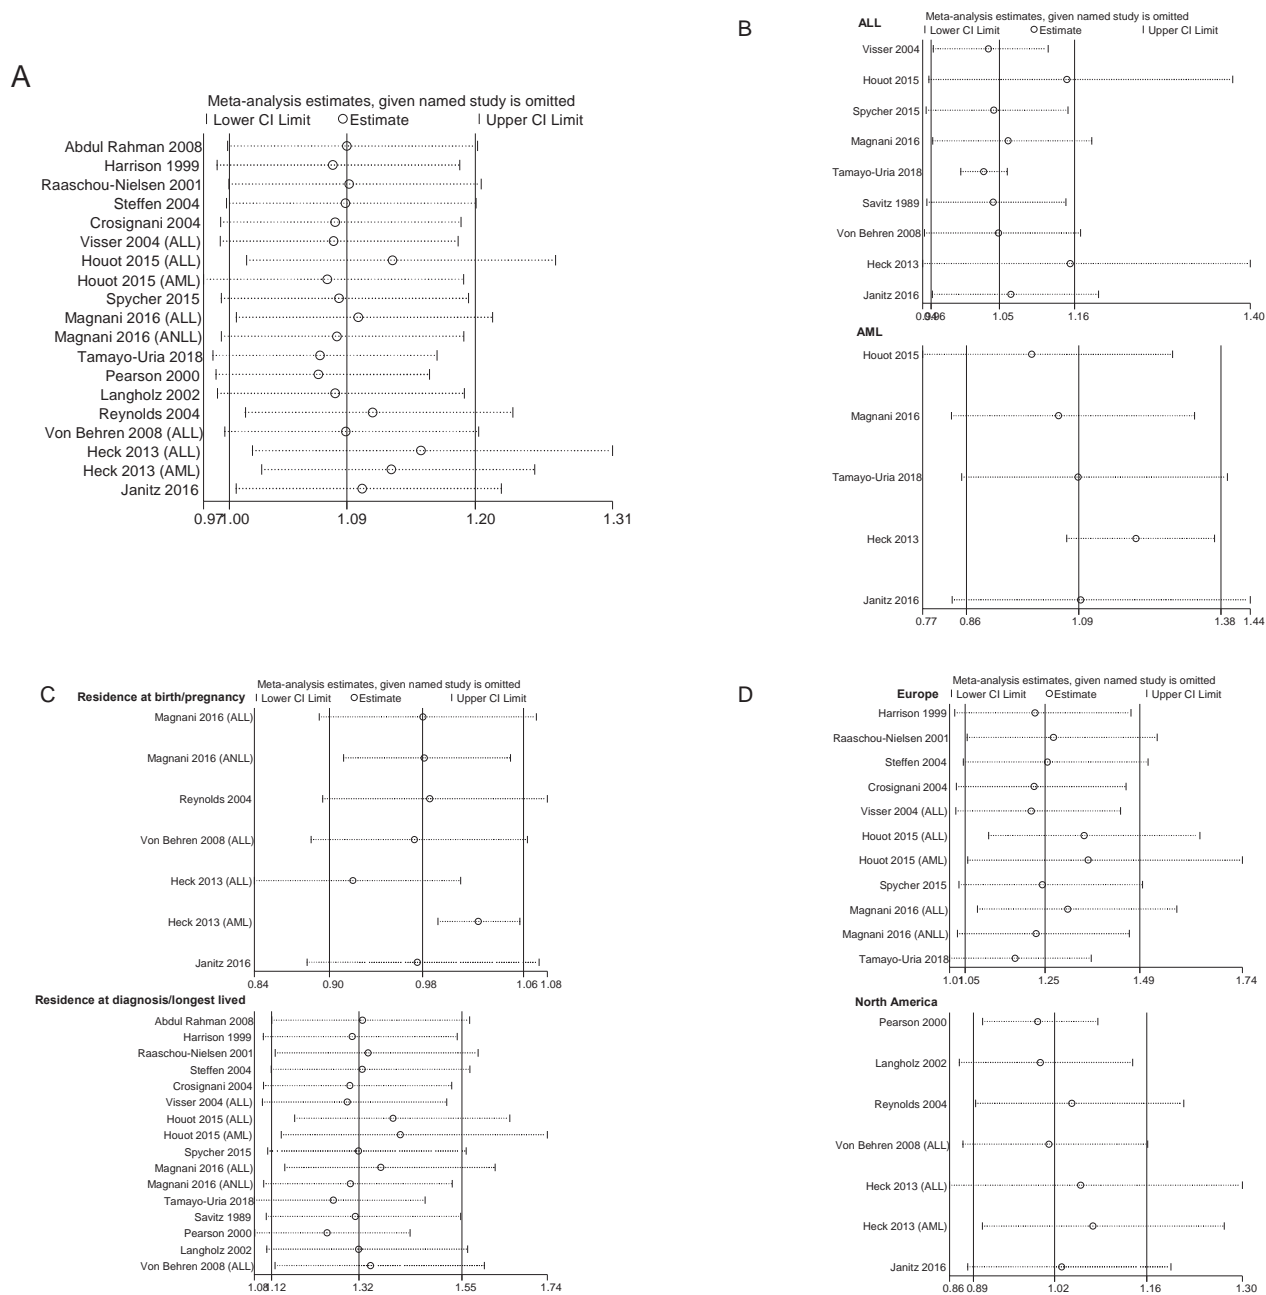 A
Meta-analysis estimates, given named study is omitted
Lower CI Limit Estimate Upper CI Limit
Abdul Rahman 2008
Harrison 1999
Raaschou-Nielsen 2001
Steffen 2004
Crosignani 2004
Visser 2004 (ALL)
Houot 2015 (ALL)
Houot 2015 (AML)
Spycher 2015
Magnani 2016 (ALL)
Magnani 2016 (ANLL)
Tamayo-Uria 2018
Pearson 2000
Langholz 2002
Reynolds 2004
Von Behren 2008 (ALL)
Heck 2013 (ALL)
Heck 2013 (AML)
Janitz 2016
0.97 1.00 1.09 1.20 1.31
B
ALL
Meta-analysis estimates, given named study is omitted
Lower CI Limit Estimate Upper CI Limit
Visser 2004
Houot 2015
Spycher 2015
Magnani 2016
Tamayo-Uria 2018
Savitz 1989
Von Behren 2008
Heck 2013
Janitz 2016
0.94 0.96 1.05 1.16 1.40
AML
Houot 2015
Magnani 2016
Tamayo-Uria 2018
Heck 2013
Janitz 2016
0.77 0.86 1.09 1.38 1.44
C
Residence at birth/pregnancy
Meta-analysis estimates, given named study is omitted
Lower CI Limit Estimate Upper CI Limit
Magnani 2016 (ALL)
Magnani 2016 (ANLL)
Reynolds 2004
Von Behren 2008 (ALL)
Heck 2013 (ALL)
Heck 2013 (AML)
Janitz 2016
0.84 0.90 0.98 1.06 1.08
Residence at diagnosis/longest lived
Abdul Rahman 2008
Harrison 1999
Raaschou-Nielsen 2001
Steffen 2004
Crosignani 2004
Visser 2004 (ALL)
Houot 2015 (ALL)
Houot 2015 (AML)
Spycher 2015
Magnani 2016 (ALL)
Magnani 2016 (ANLL)
Tamayo-Uria 2018
Savitz 1989
Pearson 2000
Langholz 2002
Von Behren 2008 (ALL)
1.08 1.12 1.32 1.55 1.74
D
Meta-analysis estimates, given named study is omitted
Europe
Lower CI Limit Estimate Upper CI Limit
Harrison 1999
Raaschou-Nielsen 2001
Steffen 2004
Crosignani 2004
Visser 2004 (ALL)
Houot 2015 (ALL)
Houot 2015 (AML)
Spycher 2015
Magnani 2016 (ALL)
Magnani 2016 (ANLL)
Tamayo-Uria 2018
1.01 1.05 1.25 1.49 1.74
North America
Pearson 2000
Langholz 2002
Reynolds 2004
Von Behren 2008 (ALL)
Heck 2013 (ALL)
Heck 2013 (AML)
Janitz 2016
0.86 0.89 1.02 1.16 1.30